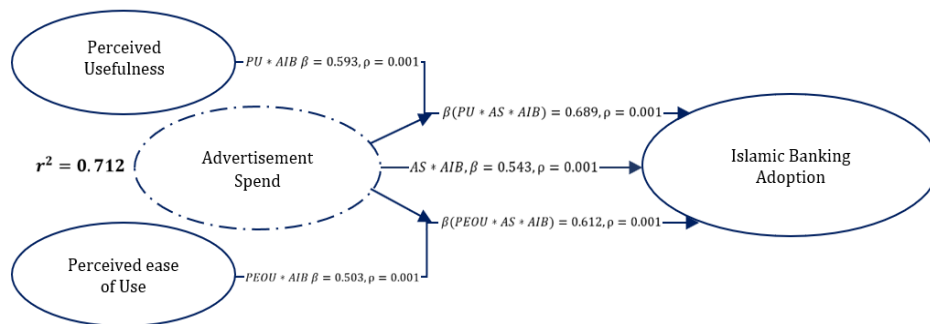 Perceived
Usefulness
PU * AIB β = 0.593, ρ = 0.001
β(PU * AS * AIB) = 0.689, ρ = 0.001
r² = 0.712
Advertisement
Spend
AS * AIB, β = 0.543, ρ = 0.001
Islamic Banking
Adoption
β(PEOU * AS * AIB) = 0.612, ρ = 0.001
Perceived ease
of Use
PEOU * AIB β = 0.503, ρ = 0.001